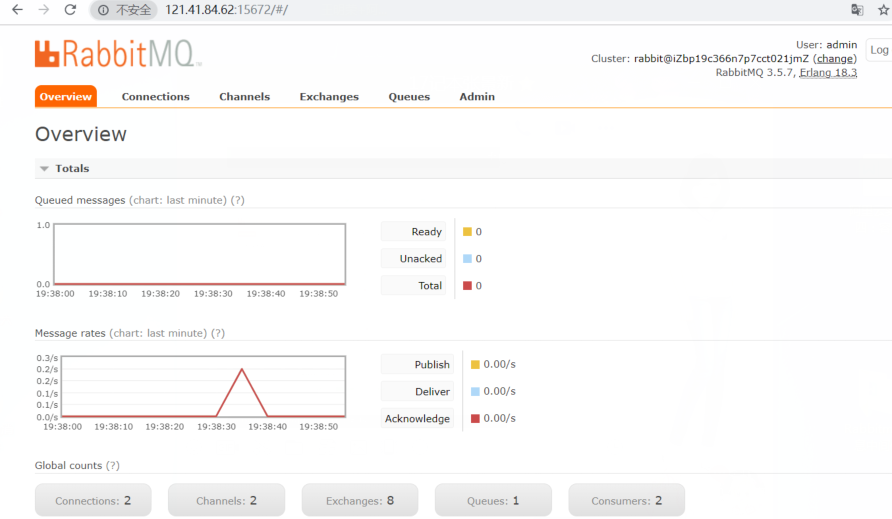 不安全 121.41.84.62:15672/#/
RabbitMQ
User: admin
Cluster: rabbit@iZbp19c366n7p7cct021jmZ (change)
RabbitMQ 3.5.7, Erlang 18.3
Log
Overview Connections Channels Exchanges Queues Admin
Overview
Totals
Queued messages (chart: last minute) (?)
1.0
0.0
19:38:00 19:38:10 19:38:20 19:38:30 19:38:40 19:38:50
Ready 0
Unacked 0
Total 0
Message rates (chart: last minute) (?)
0.3/s
0.2/s
0.2/s
0.1/s
0.1/s
0.0/s
19:38:00 19:38:10 19:38:20 19:38:30 19:38:40 19:38:50
Publish 0.00/s
Deliver 0.00/s
Acknowledge 0.00/s
Global counts (?)
Connections: 2 Channels: 2 Exchanges: 8 Queues: 1 Consumers: 2